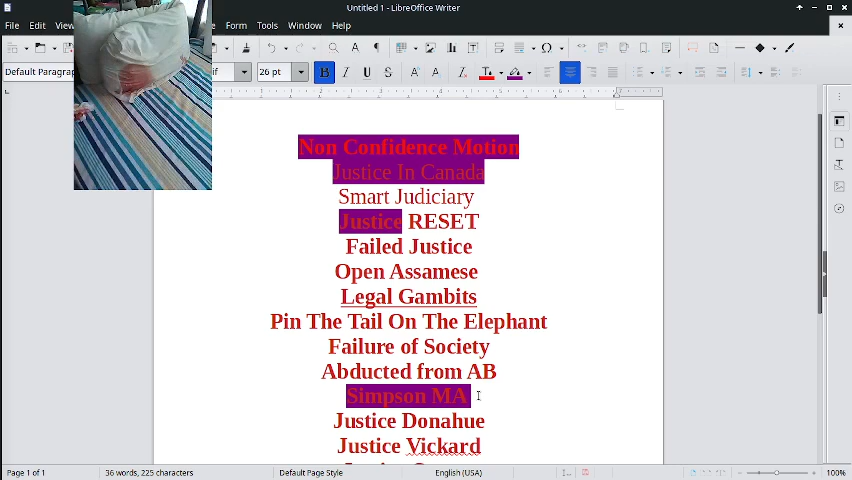 Untitled 1 - LibreOffice Writer
File Edit Form Tools Window Help
Default Paragrap 26 pt
Non Confidence Motion
Justice In Canada
Smart Judiciary
Justice RESET
Failed Justice
Open Assamese
Legal Gambits
Pin The Tail On The Elephant
Failure of Society
Abducted from AB
Simpson MA
Justice Donahue
Justice Vickard
Page 1 of 1 36 words, 225 characters Default Page Style English (USA) 100%